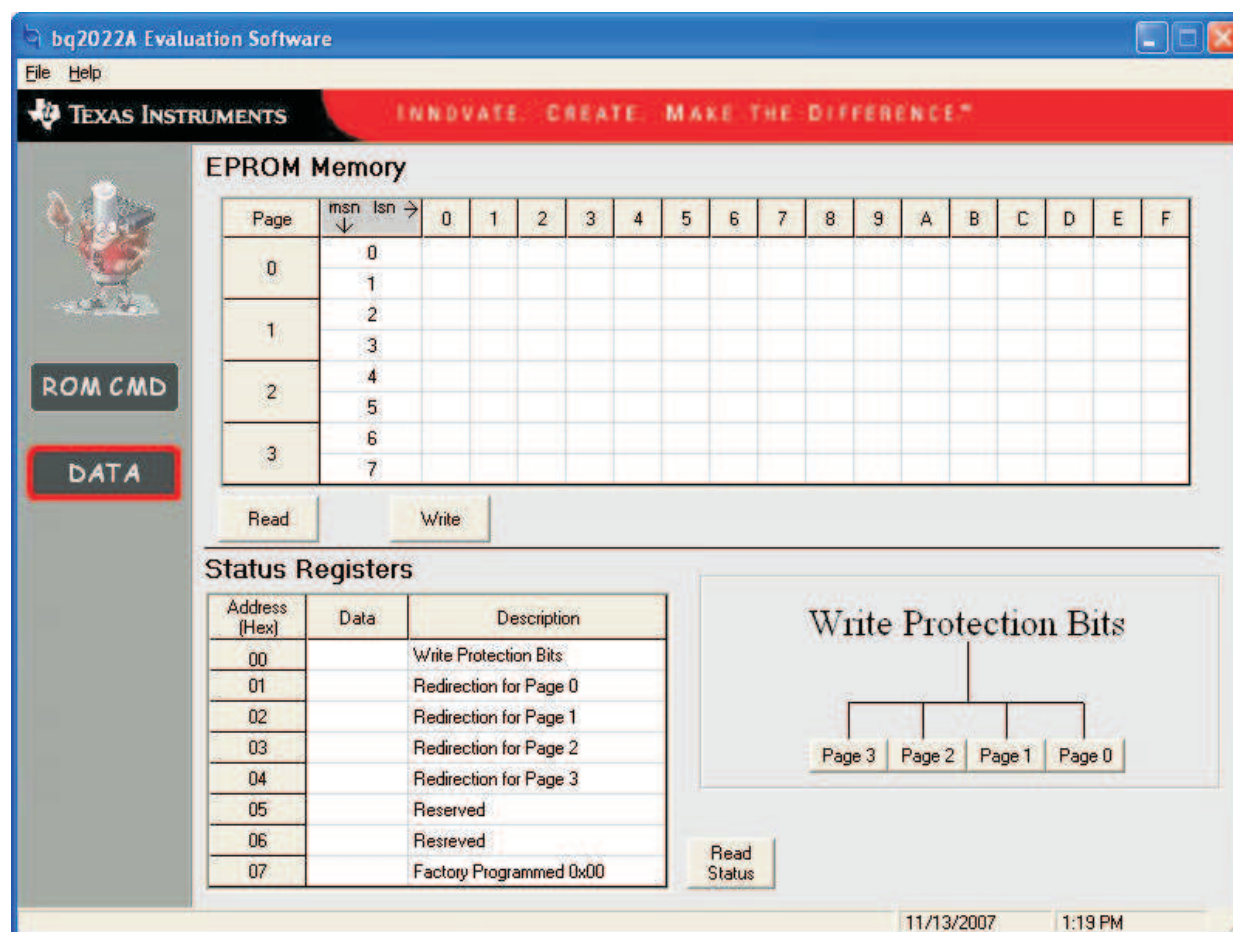 bq2022A Evaluation Software
File Help
TEXAS INSTRUMENTS
INNOVATE. CREATE. MAKE THE DIFFERENCE.™
ROM CMD
DATA
EPROM Memory
Page msn lsn → 0 1 2 3 4 5 6 7 8 9 A B C D E F
↓
0 0
1
1 2
3
2 4
5
3 6
7
Read Write
Status Registers
Address (Hex) Data Description
00 Write Protection Bits
01 Redirection for Page 0
02 Redirection for Page 1
03 Redirection for Page 2
04 Redirection for Page 3
05 Reserved
06 Resreved
07 Factory Programmed 0x00
Write Protection Bits
Page 3 Page 2 Page 1 Page 0
Read
Status
11/13/2007 1:19 PM